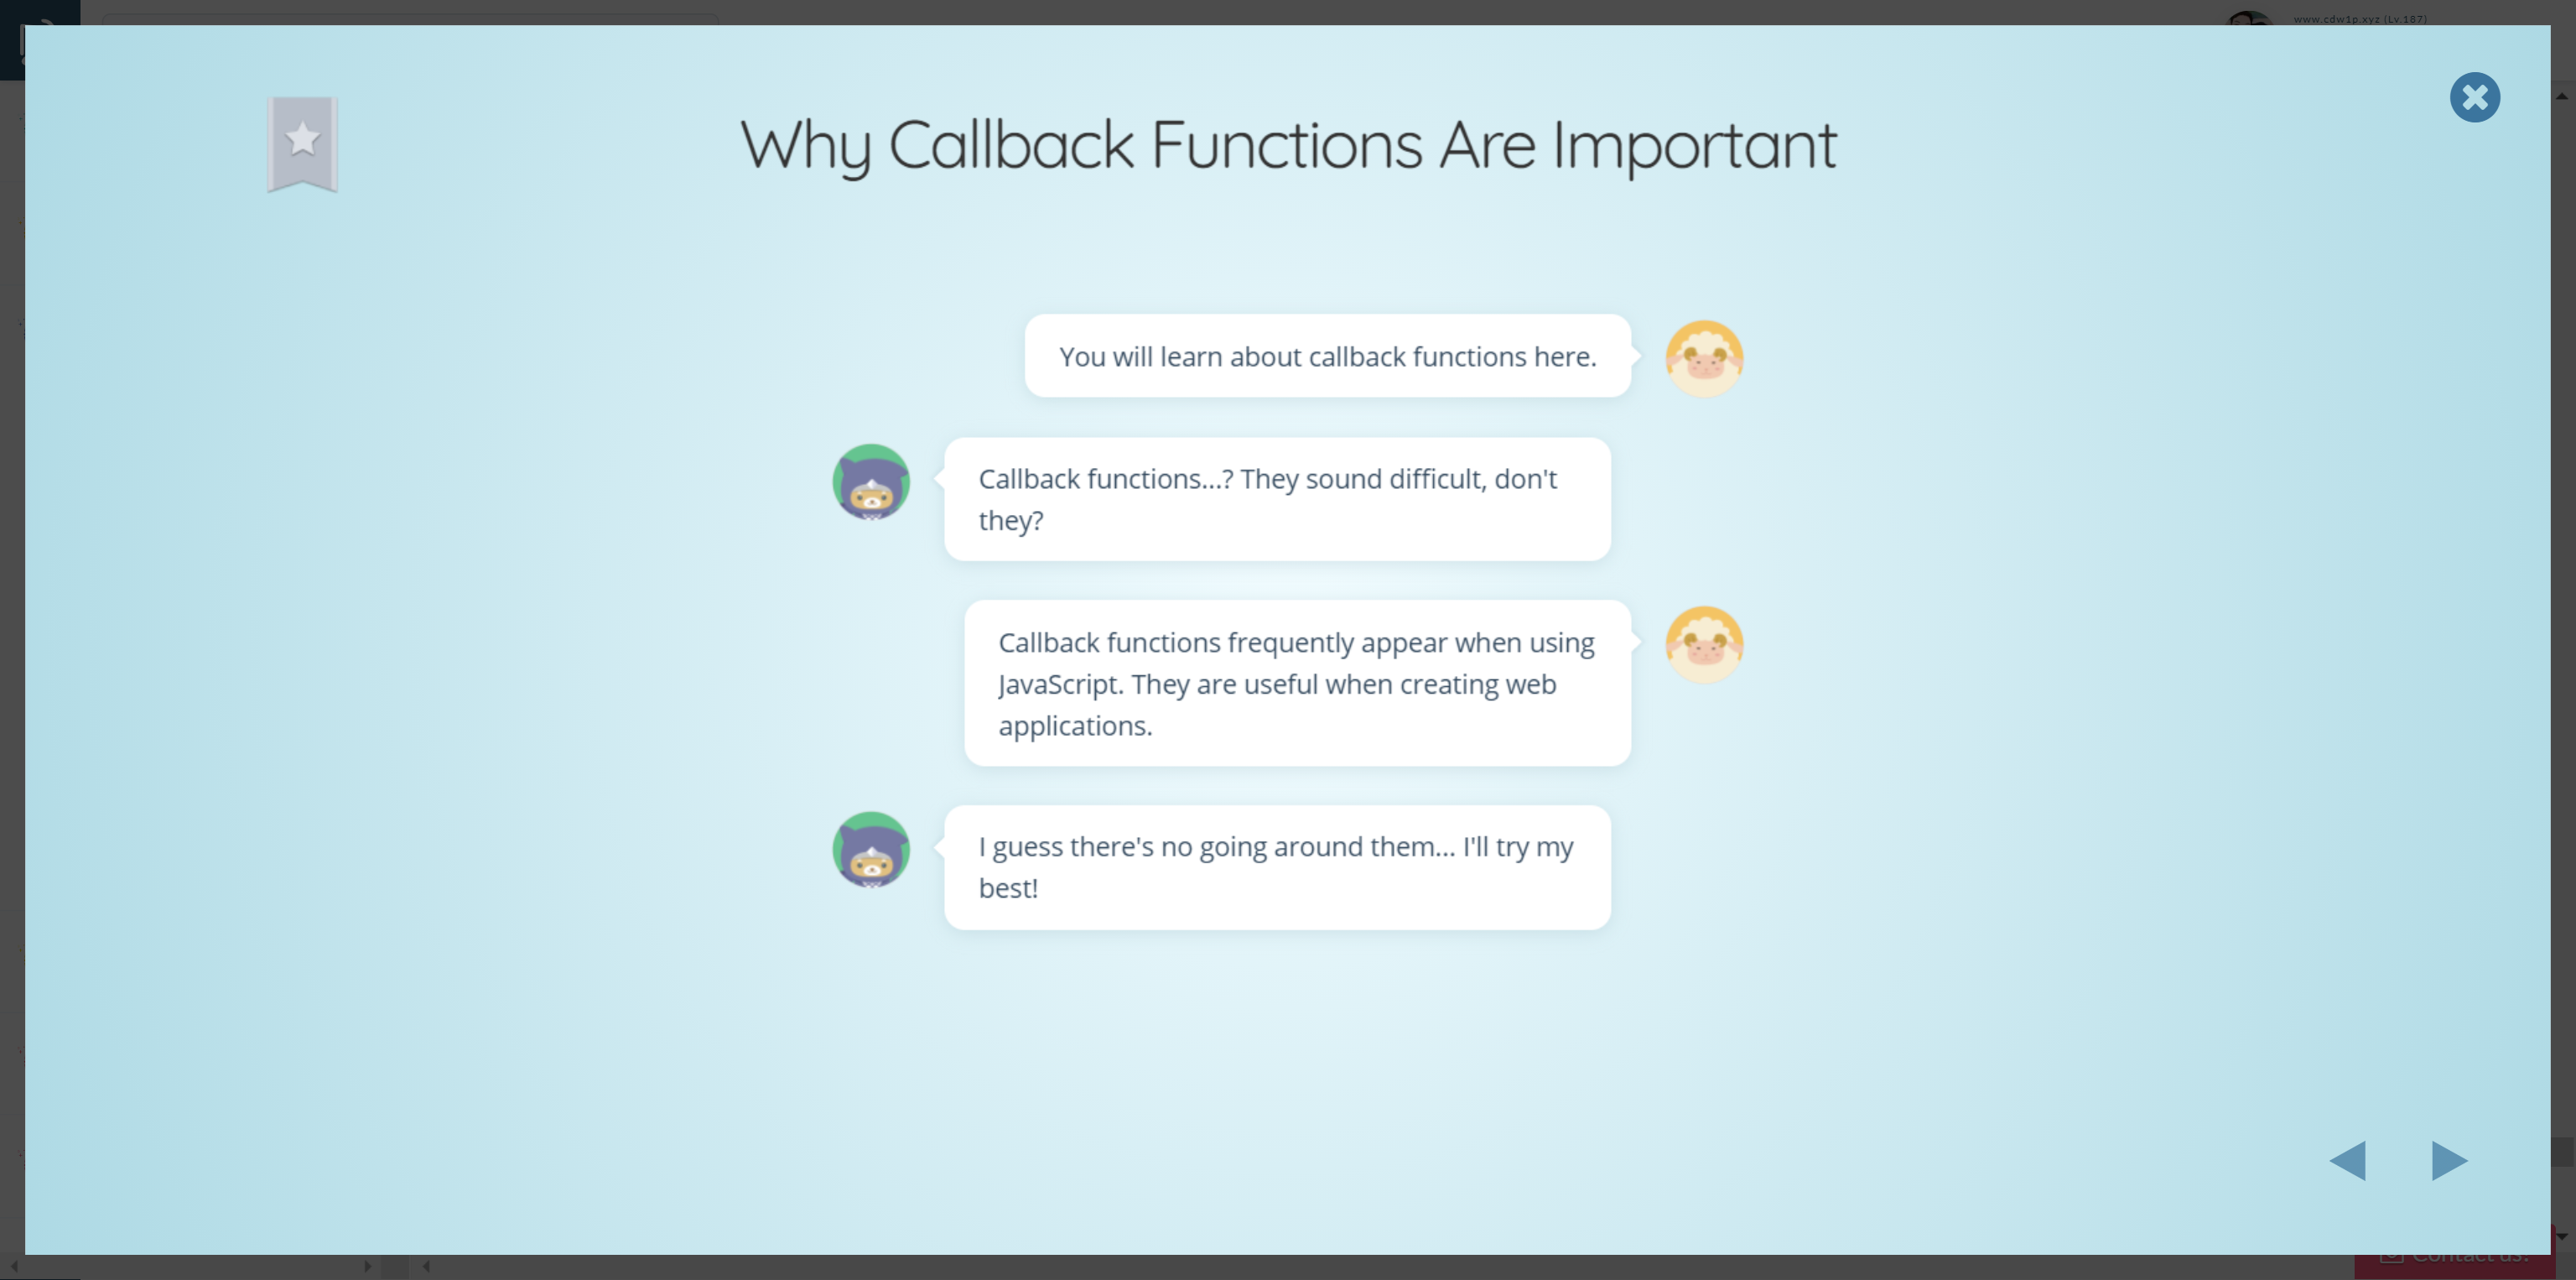 www.cdw1p.xyz (Lv.187)
Why Callback Functions Are Important
You will learn about callback functions here.
Callback functions...? They sound difficult, don't
they?
Callback functions frequently appear when using
JavaScript. They are useful when creating web
applications.
I guess there's no going around them... I'll try my
best!
Contact us!